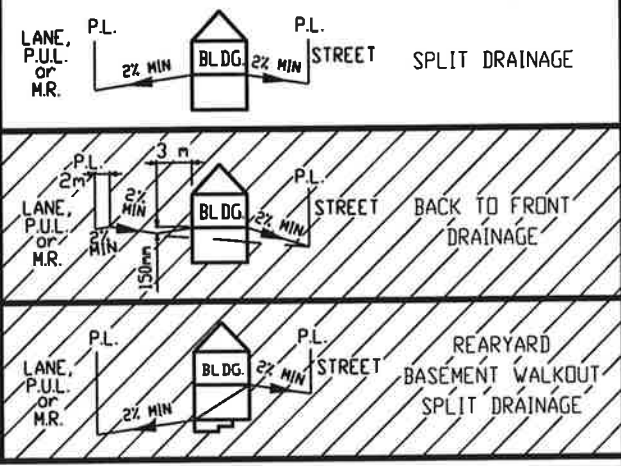 P.L.
P.L.
LANE,
P.U.L.
or
M.R.
2% MIN
BLDG.
2% MIN
STREET
SPLIT DRAINAGE
3 m
P.L.
2m
P.L.
LANE,
P.U.L.
or
M.R.
2%
MIN
2%
MIN
150mm
BLDG.
2% MIN
STREET
BACK TO FRONT
DRAINAGE
P.L.
P.L.
LANE,
P.U.L.
or
M.R.
2% MIN
BLDG.
2% MIN
STREET
REARYARD
BASEMENT WALKOUT
SPLIT DRAINAGE